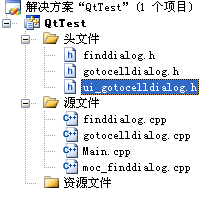 解决方案“QtTest”(1 个项目)
QtTest
头文件
finddialog.h
gotocelldialog.h
ui_gotocelldialog.h
源文件
finddialog.cpp
gotocelldialog.cpp
Main.cpp
moc_finddialog.cpp
资源文件